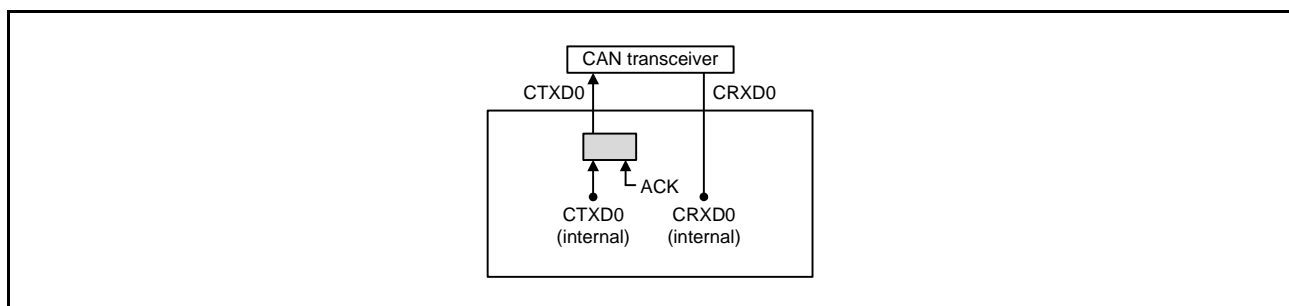 CAN transceiver
CTXD0
CRXD0
ACK
CTXD0
(internal)
CRXD0
(internal)